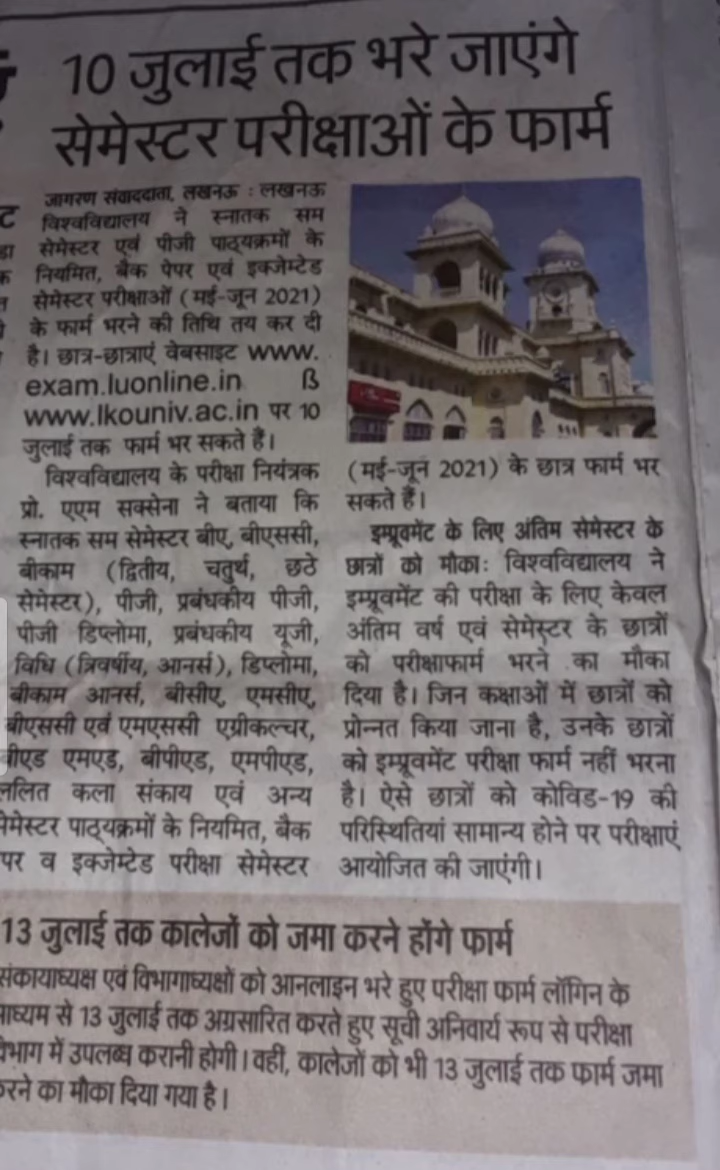 10 जुलाई तक भरे जाएंगे
सेमेस्टर परीक्षाओं के फार्म
जागरण संवाददाता, लखनऊ : लखनऊ
विश्वविद्यालय ने स्नातक सम
सेमेस्टर एवं पीजी पाठ्यक्रमों के
नियमित, बैक पेपर एवं इक्जेम्टेड
सेमेस्टर परीक्षाओं (मई-जून 2021)
के फार्म भरने की तिथि तय कर दी
है। छात्र-छात्राएं वेबसाइट www.
exam.luonline.in ß
www.lkouniv.ac.in पर 10
जुलाई तक फार्म भर सकते हैं।
विश्वविद्यालय के परीक्षा नियंत्रक
प्रो. एएम सक्सेना ने बताया कि
स्नातक सम सेमेस्टर बीए, बीएससी,
बीकाम (द्वितीय, चतुर्थ, छठे
सेमेस्टर), पीजी, प्रबंधकीय पीजी,
पीजी डिप्लोमा, प्रबंधकीय यूजी,
विधि (त्रिवर्षीय, आनर्स), डिप्लोमा,
बीकाम आनर्स, बीसीए, एमसीए,
बीएससी एवं एमएससी एग्रीकल्चर,
बीएड एमएड, बीपीएड, एमपीएड,
ललित कला संकाय एवं अन्य
सेमेस्टर पाठ्यक्रमों के नियमित, बैक
पर व इक्जेम्टेड परीक्षा सेमेस्टर
(मई-जून 2021) के छात्र फार्म भर
सकते हैं।
इम्प्रूवमेंट के लिए अंतिम सेमेस्टर के
छात्रों को मौका: विश्वविद्यालय ने
इम्प्रूवमेंट की परीक्षा के लिए केवल
अंतिम वर्ष एवं सेमेस्टर के छात्रों
को परीक्षाफार्म भरने का मौका
दिया है। जिन कक्षाओं में छात्रों को
प्रोन्नत किया जाना है, उनके छात्रों
को इम्प्रूवमेंट परीक्षा फार्म नहीं भरना
है। ऐसे छात्रों को कोविड-19 की
परिस्थितियां सामान्य होने पर परीक्षाएं
आयोजित की जाएंगी।
13 जुलाई तक कालेजों को जमा करने होंगे फार्म
संकायाध्यक्ष एवं विभागाध्यक्षों को आनलाइन भरे हुए परीक्षा फार्म लॉगिन के
माध्यम से 13 जुलाई तक अग्रसारित करते हुए सूची अनिवार्य रूप से परीक्षा
विभाग में उपलब्ध करानी होगी। वहीं, कालेजों को भी 13 जुलाई तक फार्म जमा
करने का मौका दिया गया है।